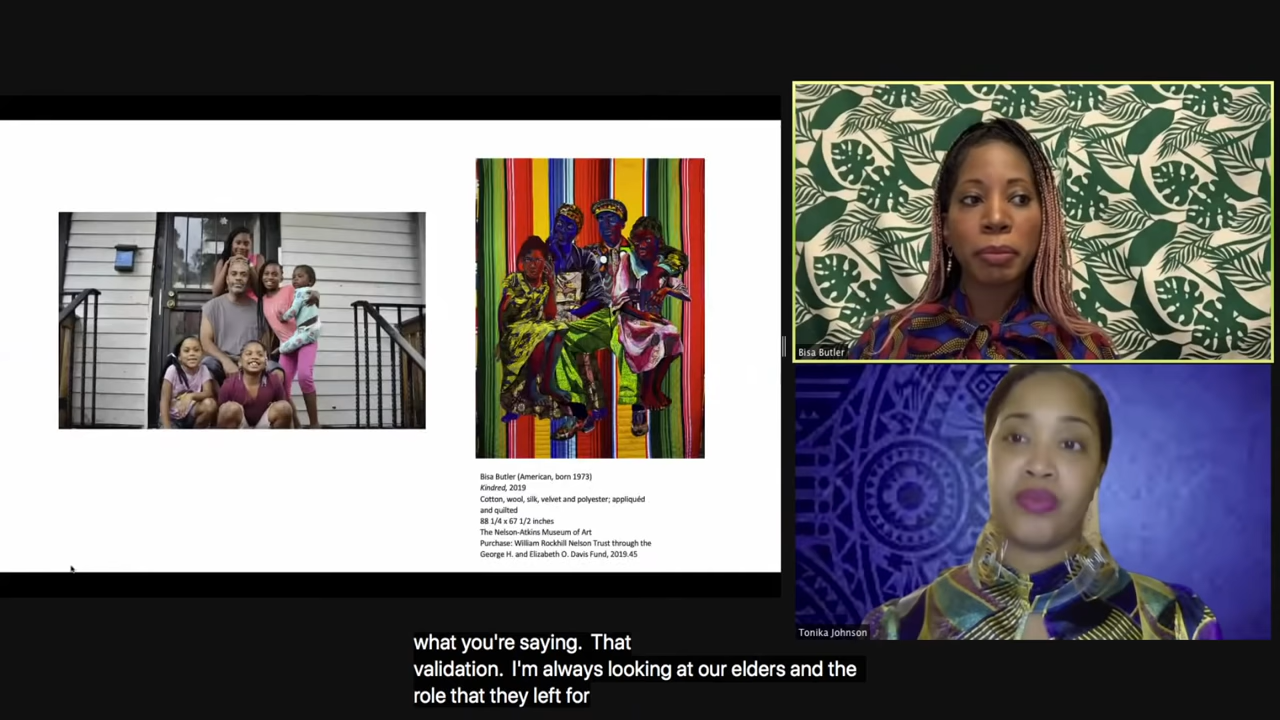 Bisa Butler (American, born 1973)
Kindred, 2019
Cotton, wool, silk, velvet and polyester; appliquéd
and quilted
88 1/4 x 67 1/2 inches
The Nelson-Atkins Museum of Art
Purchase: William Rockhill Nelson Trust through the
George H. and Elizabeth O. Davis Fund, 2019.45
Bisa Butler
Tonika Johnson
what you're saying. That
validation. I'm always looking at our elders and the
role that they left for